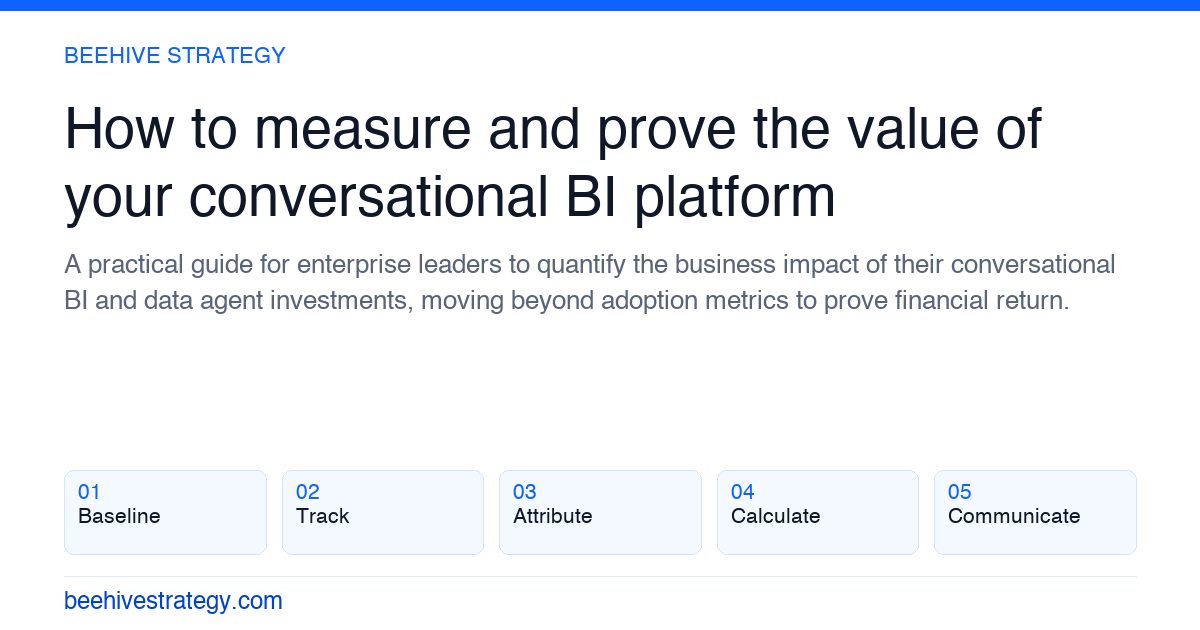 BEEHIVE STRATEGY
How to measure and prove the value of
your conversational BI platform
A practical guide for enterprise leaders to quantify the business impact of their conversational
BI and data agent investments, moving beyond adoption metrics to prove financial return.
01
Baseline
02
Track
03
Attribute
04
Calculate
05
Communicate
beehivestrategy.com